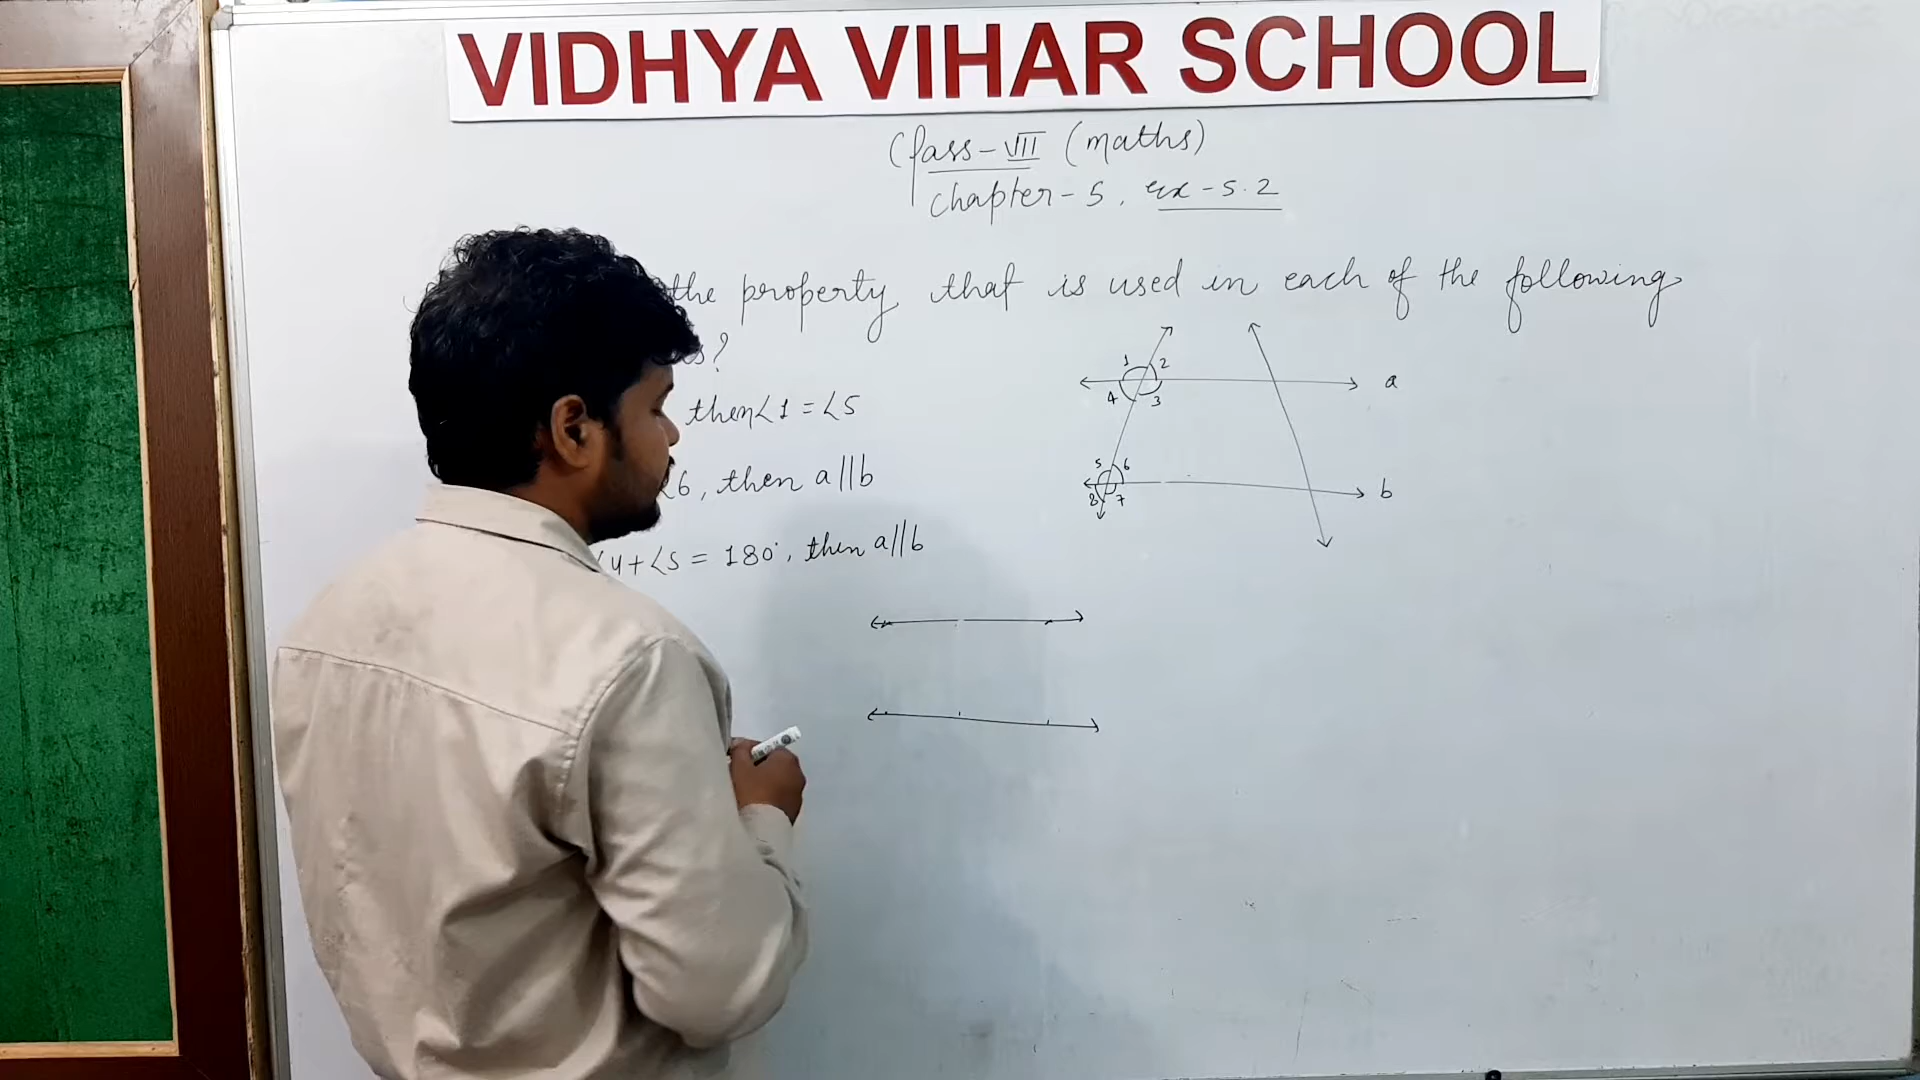 VIDHYA VIHAR SCHOOL
Class - VII (maths)
chapter - 5, ex - 5.2
the property that is used in each of the following
?
then ∠1 = ∠5
∠6, then a||b
∠4 + ∠5 = 180°, then a||b
1 2
4 3
a
5 6
8 7
b